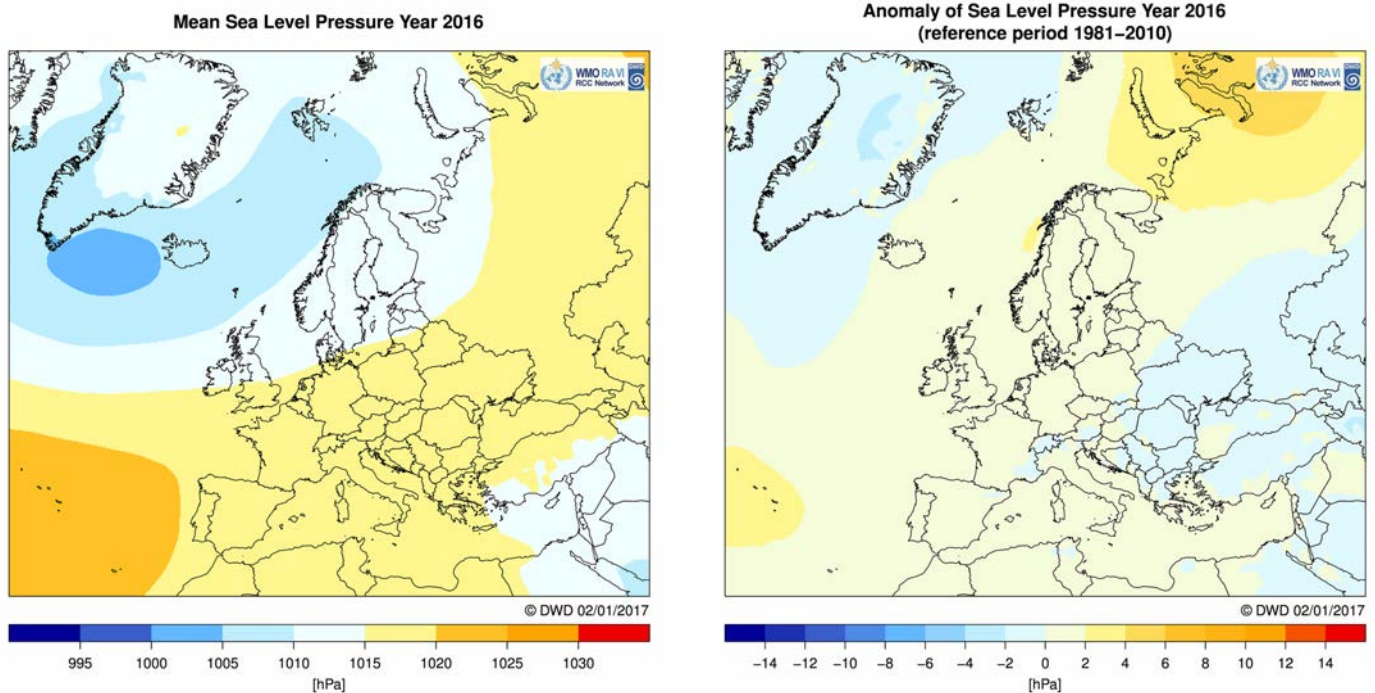 Mean Sea Level Pressure Year 2016
WMO RA VI
RCC Network
DWD
© DWD 02/01/2017
995 1000 1005 1010 1015 1020 1025 1030
[hPa]
Anomaly of Sea Level Pressure Year 2016
(reference period 1981−2010)
WMO RA VI
RCC Network
DWD
© DWD 02/01/2017
−14 −12 −10 −8 −6 −4 −2 0 2 4 6 8 10 12 14
[hPa]